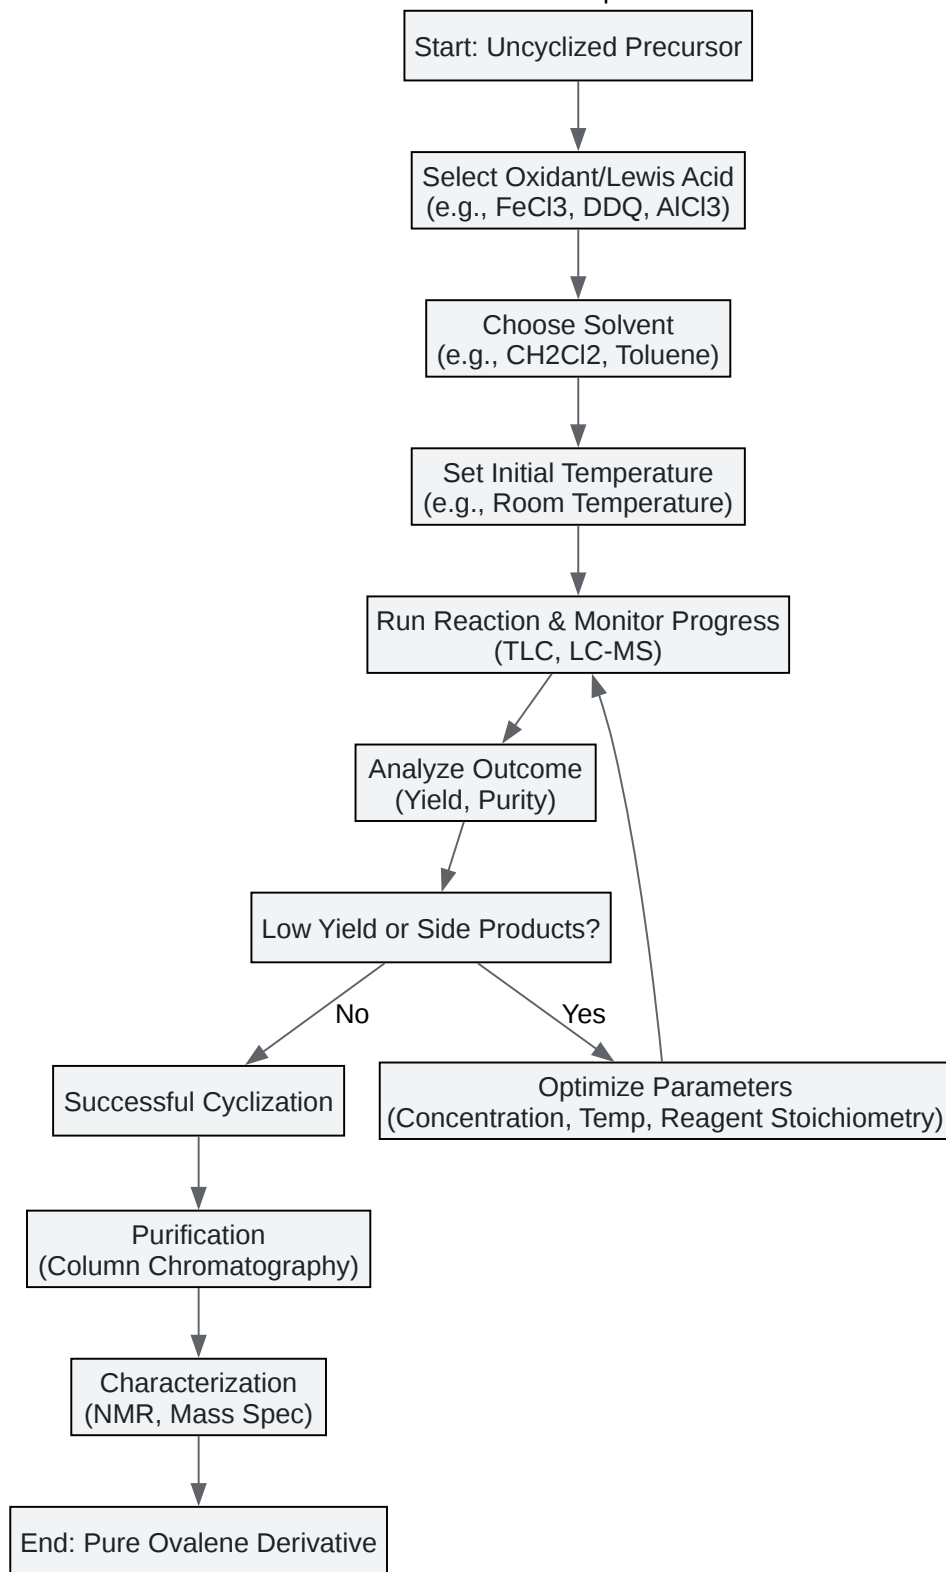 Start: Uncyclized Precursor
Select Oxidant/Lewis Acid
(e.g., FeCl3, DDQ, AlCl3)
Choose Solvent
(e.g., CH2Cl2, Toluene)
Set Initial Temperature
(e.g., Room Temperature)
Run Reaction & Monitor Progress
(TLC, LC-MS)
Analyze Outcome
(Yield, Purity)
Low Yield or Side Products?
No
Yes
Successful Cyclization
Optimize Parameters
(Concentration, Temp, Reagent Stoichiometry)
Purification
(Column Chromatography)
Characterization
(NMR, Mass Spec)
End: Pure Ovalene Derivative